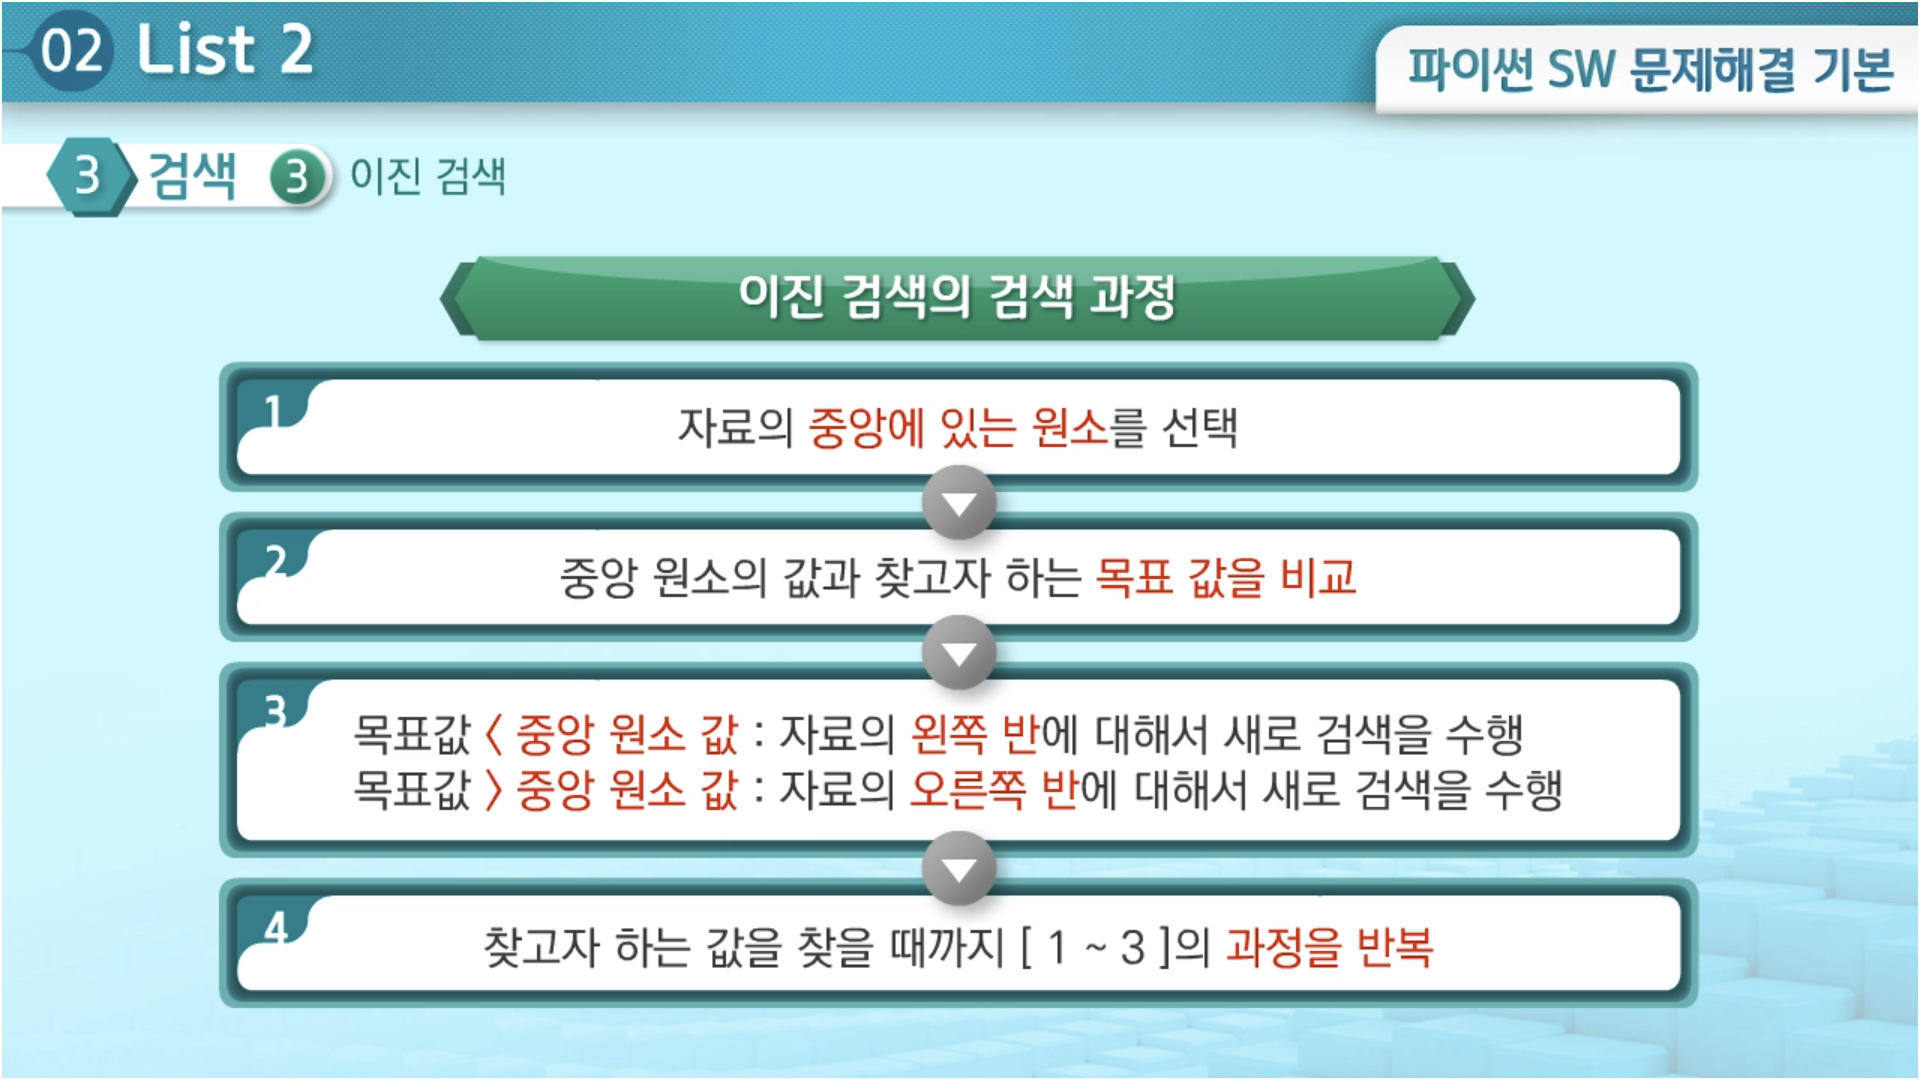 02 List 2
파이썬 SW 문제해결 기본
3 검색 3 이진 검색
이진 검색의 검색 과정
1
자료의 중앙에 있는 원소를 선택
2
중앙 원소의 값과 찾고자 하는 목표 값을 비교
3
목표값 < 중앙 원소 값 : 자료의 왼쪽 반에 대해서 새로 검색을 수행
목표값 > 중앙 원소 값 : 자료의 오른쪽 반에 대해서 새로 검색을 수행
4
찾고자 하는 값을 찾을 때까지 [ 1 ~ 3 ]의 과정을 반복